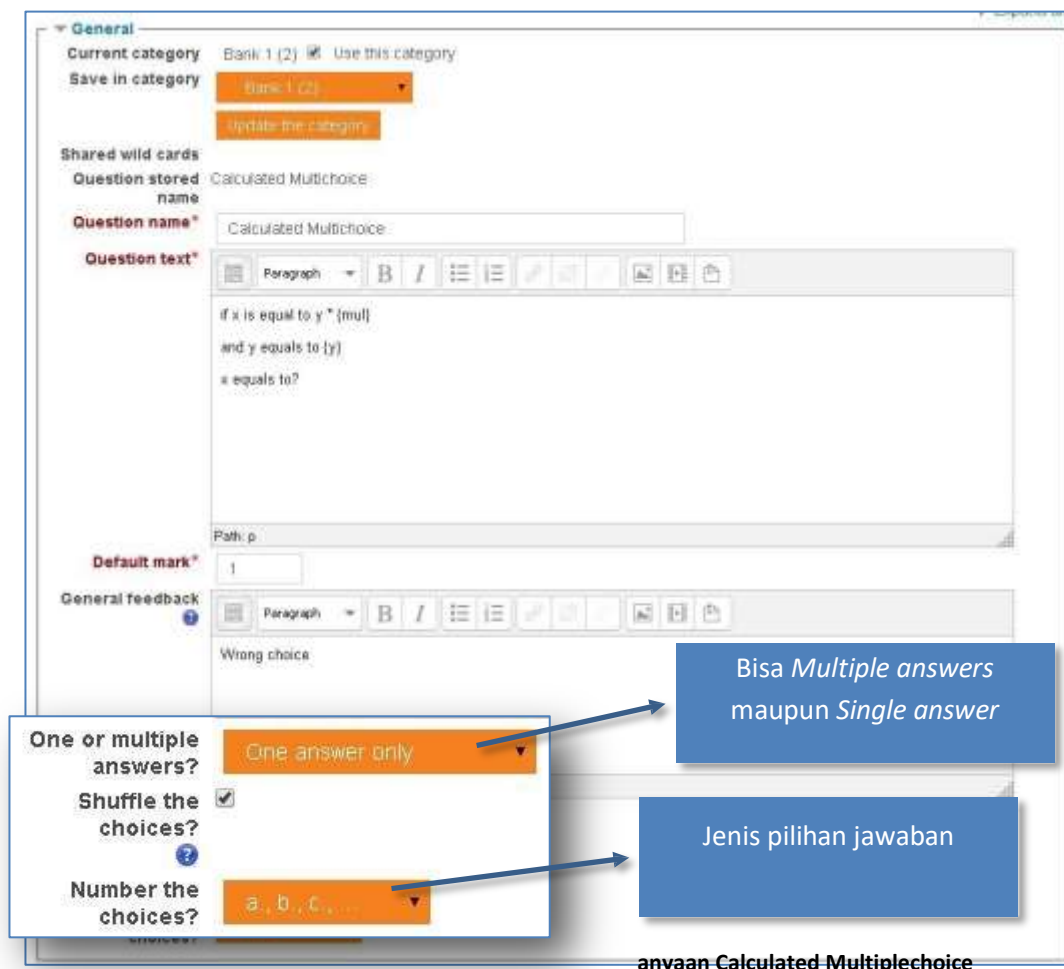 General
Current category Bank 1 (2) Use this category
Save in category Bank 1 (2)
Update the category
Shared wild cards
Question stored name Calculated Multichoice
Question name* Calculated Multichoice
Question text* Paragraph B I
if x is equal to y * {mul}
and y equals to {y}
x equals to?
Path: p
Default mark* 1
General feedback Paragraph B I
Wrong choice
Bisa Multiple answers
maupun Single answer
One or multiple
answers? One answer only
Shuffle the
choices?
Jenis pilihan jawaban
Number the
choices? a., b., c., ...
choices?
anyaan Calculated Multiplechoice